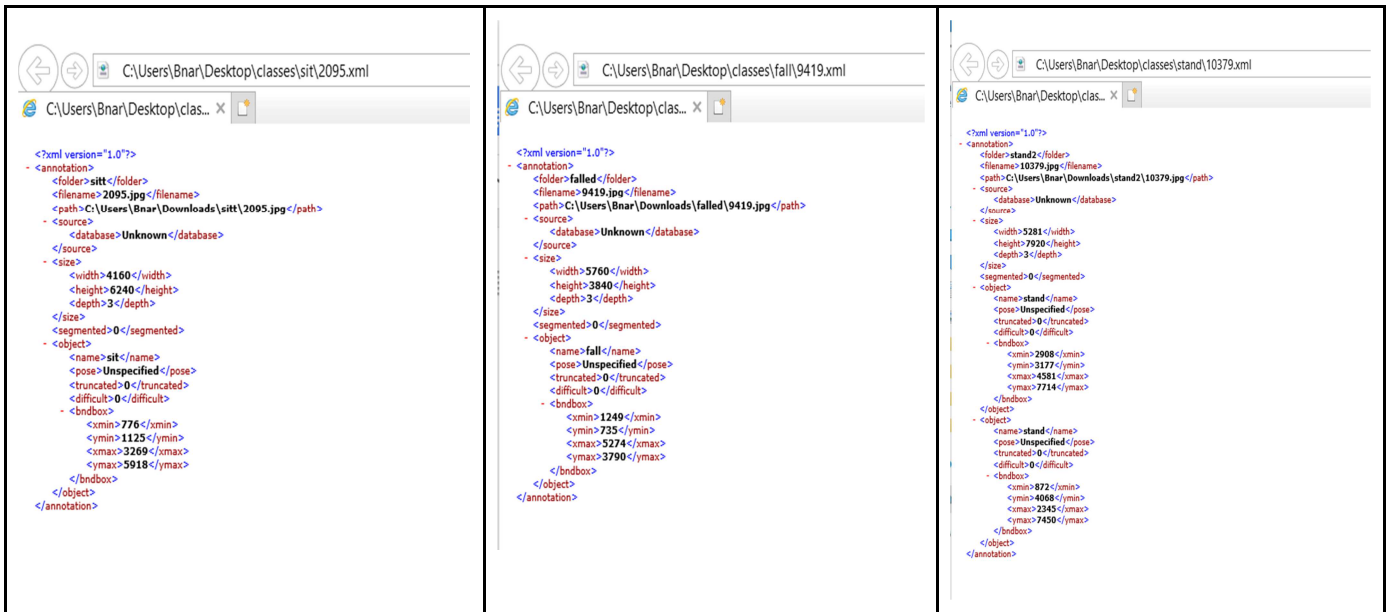 C:\Users\Bnar\Desktop\classes\sit\2095.xml
C:\Users\Bnar\Desktop\clas...
<?xml version="1.0"?>
- <annotation>
<folder>sitt</folder>
<filename>2095.jpg</filename>
<path>C:\Users\Bnar\Downloads\sitt\2095.jpg</path>
- <source>
<database>Unknown</database>
</source>
- <size>
<width>4160</width>
<height>6240</height>
<depth>3</depth>
</size>
<segmented>0</segmented>
- <object>
<name>sit</name>
<pose>Unspecified</pose>
<truncated>0</truncated>
<difficult>0</difficult>
- <bndbox>
<xmin>776</xmin>
<ymin>1125</ymin>
<xmax>3269</xmax>
<ymax>5918</ymax>
</bndbox>
</object>
</annotation>
C:\Users\Bnar\Desktop\classes\fall\9419.xml
C:\Users\Bnar\Desktop\clas...
<?xml version="1.0"?>
- <annotation>
<folder>falled</folder>
<filename>9419.jpg</filename>
<path>C:\Users\Bnar\Downloads\falled\9419.jpg</path>
- <source>
<database>Unknown</database>
</source>
- <size>
<width>5760</width>
<height>3840</height>
<depth>3</depth>
</size>
<segmented>0</segmented>
- <object>
<name>fall</name>
<pose>Unspecified</pose>
<truncated>0</truncated>
<difficult>0</difficult>
- <bndbox>
<xmin>1249</xmin>
<ymin>735</ymin>
<xmax>5274</xmax>
<ymax>3790</ymax>
</bndbox>
</object>
</annotation>
C:\Users\Bnar\Desktop\classes\stand\10379.xml
C:\Users\Bnar\Desktop\clas...
<?xml version="1.0"?>
- <annotation>
<folder>stand2</folder>
<filename>10379.jpg</filename>
<path>C:\Users\Bnar\Downloads\stand2\10379.jpg</path>
- <source>
<database>Unknown</database>
</source>
- <size>
<width>5281</width>
<height>7920</height>
<depth>3</depth>
</size>
<segmented>0</segmented>
- <object>
<name>stand</name>
<pose>Unspecified</pose>
<truncated>0</truncated>
<difficult>0</difficult>
- <bndbox>
<xmin>2908</xmin>
<ymin>3177</ymin>
<xmax>4581</xmax>
<ymax>7714</ymax>
</bndbox>
</object>
- <object>
<name>stand</name>
<pose>Unspecified</pose>
<truncated>0</truncated>
<difficult>0</difficult>
- <bndbox>
<xmin>872</xmin>
<ymin>4068</ymin>
<xmax>2345</xmax>
<ymax>7450</ymax>
</bndbox>
</object>
</annotation>